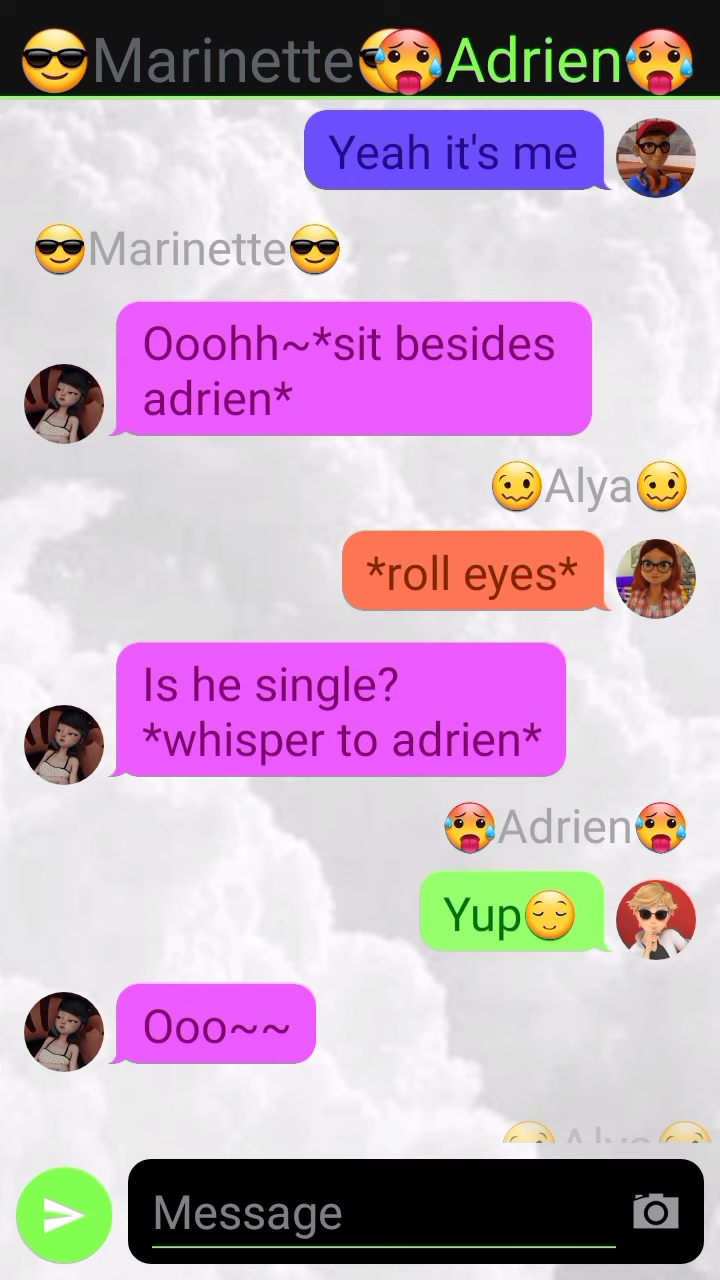 😎Marinette😎🥵Adrien🥵
Yeah it's me
😎Marinette😎
Ooohh~*sit besides
adrien*
🥴Alya🥴
*roll eyes*
Is he single?
*whisper to adrien*
🥵Adrien🥵
Yup😌
Ooo~~
🥴Alya🥴
Message